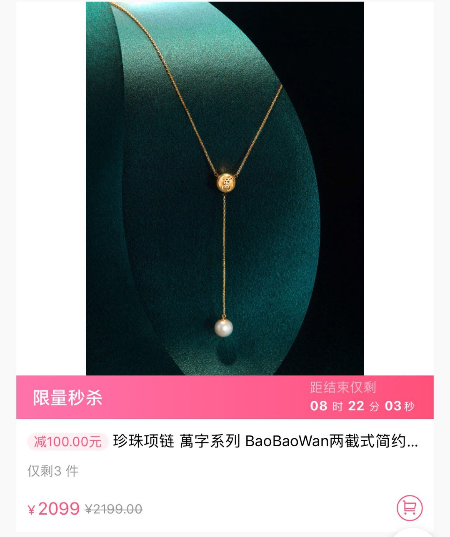 限量秒杀
距结束仅剩
08 时 22 分 03 秒
减100.00元 珍珠项链 萬字系列 BaoBaoWan两截式简约...
仅剩3 件
¥2099 ¥2199.00